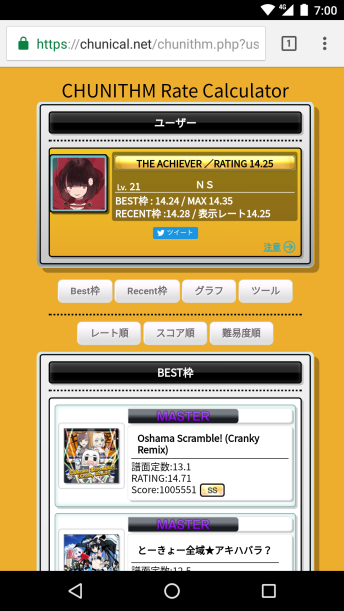 4G 7:00
https://chunical.net/chunithm.php?us
1
CHUNITHM Rate Calculator
ユーザー
THE ACHIEVER ／RATING 14.25
Lv. 21 ＮＳ
BEST枠 : 14.24 / MAX 14.35
RECENT枠 :14.28 / 表示レート14.25
ツイート
注意
Best枠 Recent枠 グラフ ツール
レート順 スコア順 難易度順
BEST枠
MASTER
Oshama Scramble! (Cranky
Remix)
譜面定数:13.1
RATING:14.71
Score:1005551 SS
MASTER
とーきょー全域★アキハバラ？